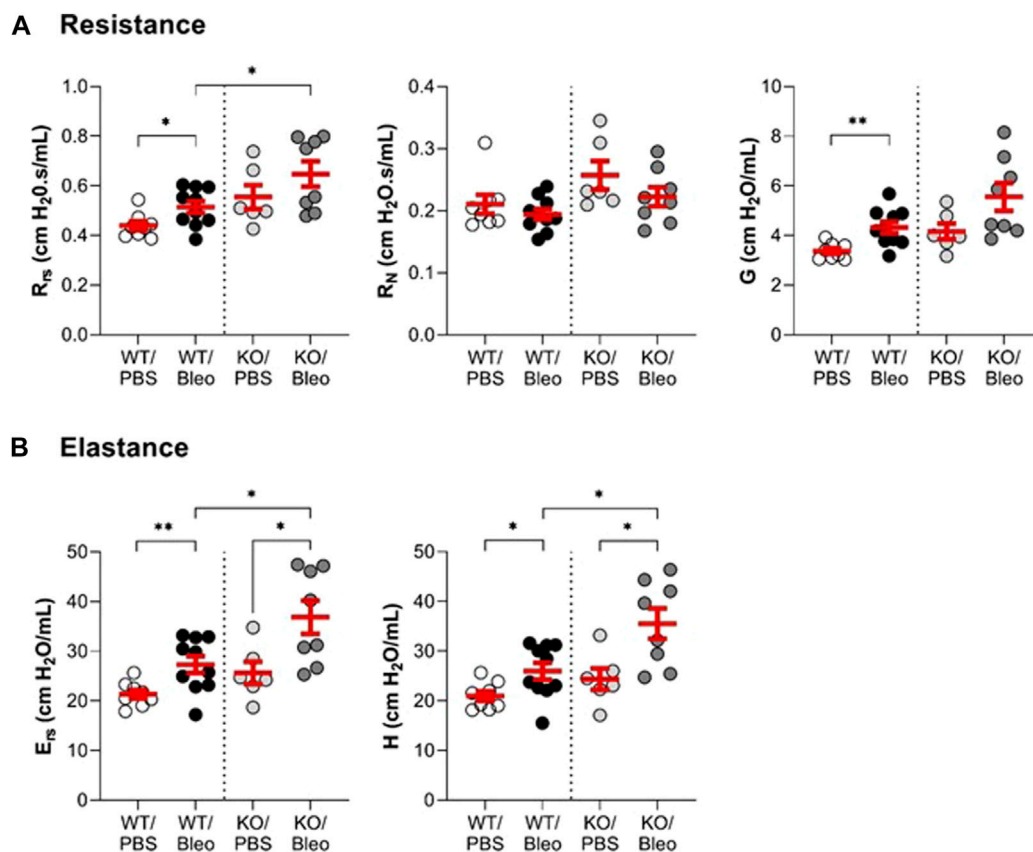 A Resistance
* *
1.0
0.8
0.6
0.4
0.2
0.0
Rrs (cm H20.s/mL)
WT/ WT/ KO/ KO/
PBS Bleo PBS Bleo
0.4
0.3
0.2
0.1
0.0
RN (cm H2O.s/mL)
WT/ WT/ KO/ KO/
PBS Bleo PBS Bleo
**
10
8
6
4
2
0
G (cm H2O/mL)
WT/ WT/ KO/ KO/
PBS Bleo PBS Bleo
B Elastance
*
** *
50
40
30
20
10
0
Ers (cm H2O/mL)
WT/ WT/ KO/ KO/
PBS Bleo PBS Bleo
*
* *
50
40
30
20
10
0
H (cm H2O/mL)
WT/ WT/ KO/ KO/
PBS Bleo PBS Bleo